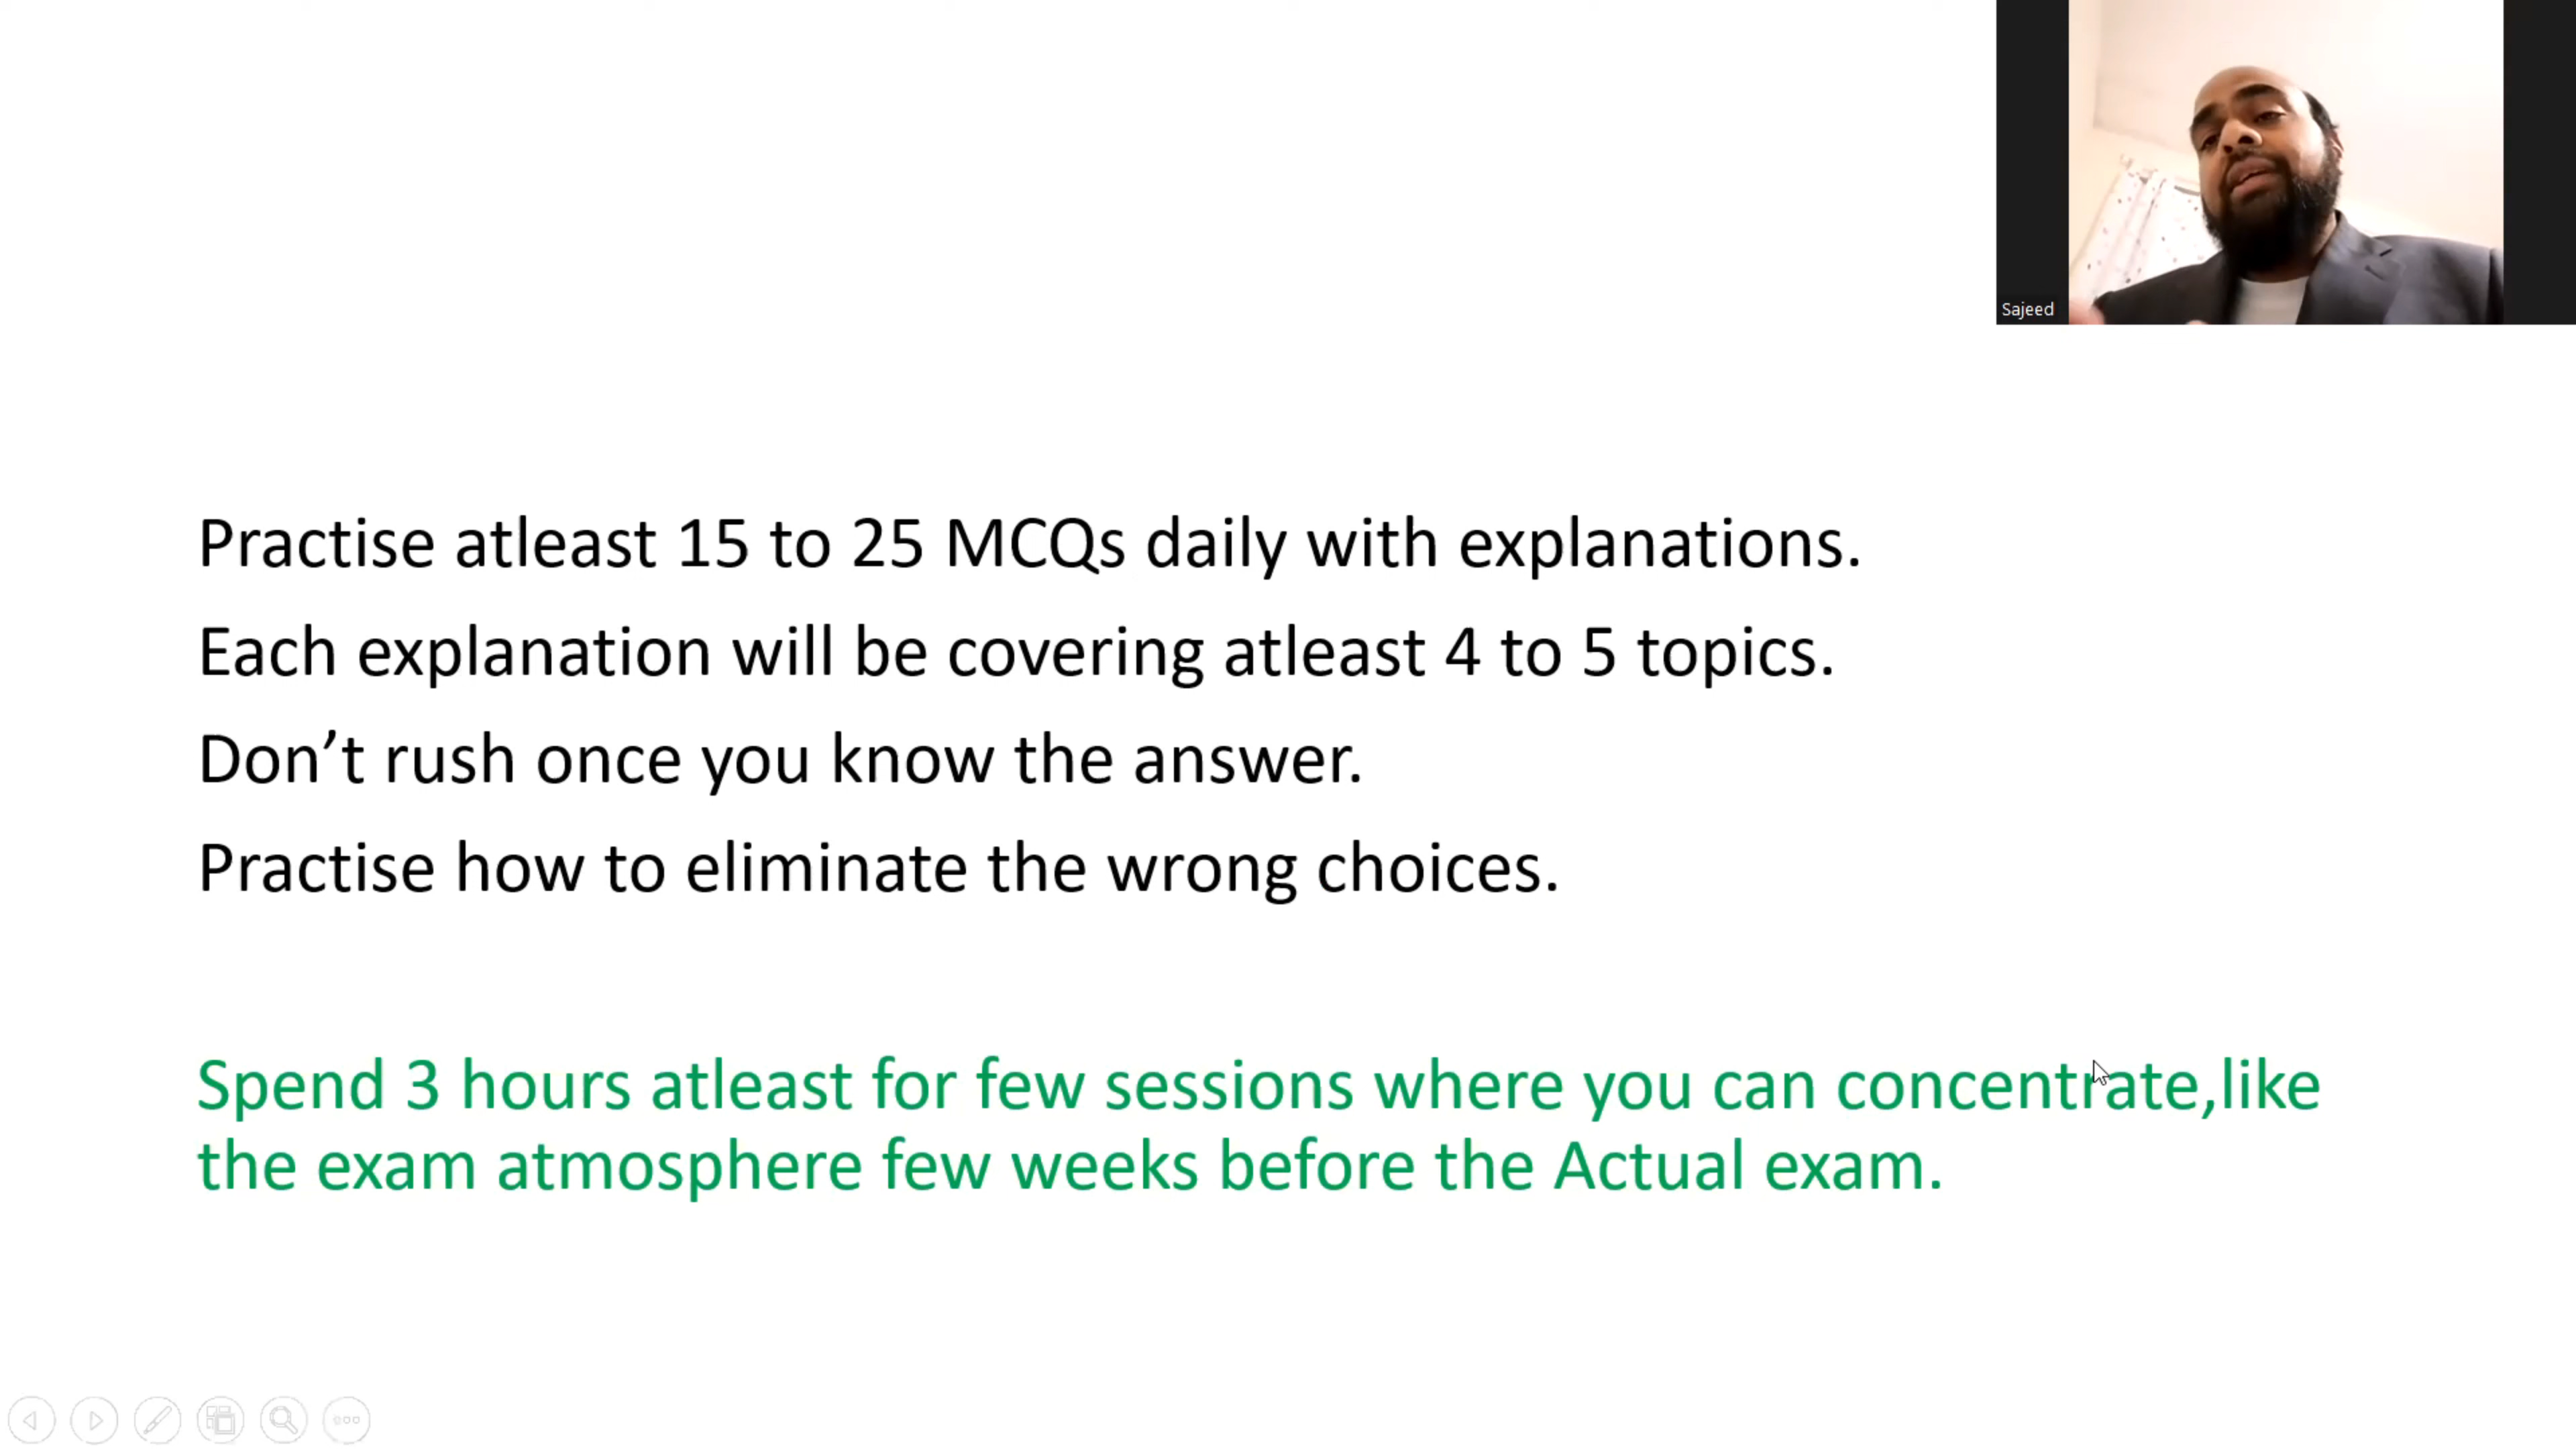 Sajeed
Practise atleast 15 to 25 MCQs daily with explanations.
Each explanation will be covering atleast 4 to 5 topics.
Don’t rush once you know the answer.
Practise how to eliminate the wrong choices.
Spend 3 hours atleast for few sessions where you can concentrate,like
the exam atmosphere few weeks before the Actual exam.